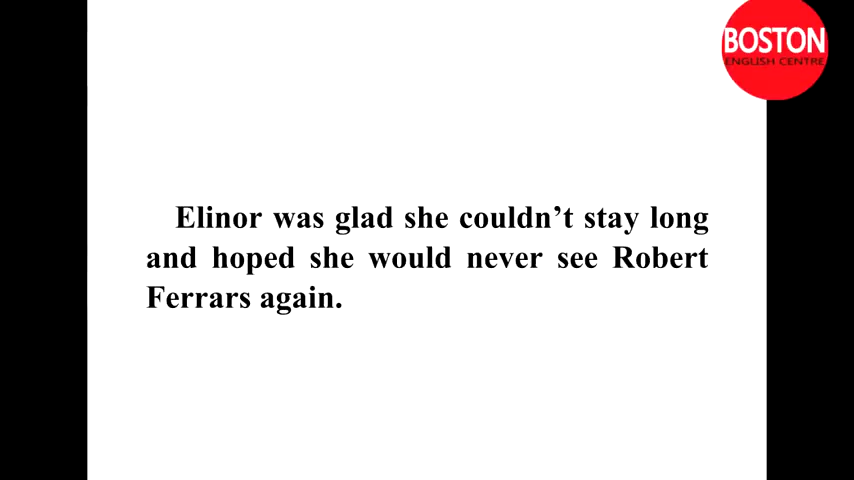 BOSTON
ENGLISH CENTRE
Elinor was glad she couldn’t stay long
and hoped she would never see Robert
Ferrars again.